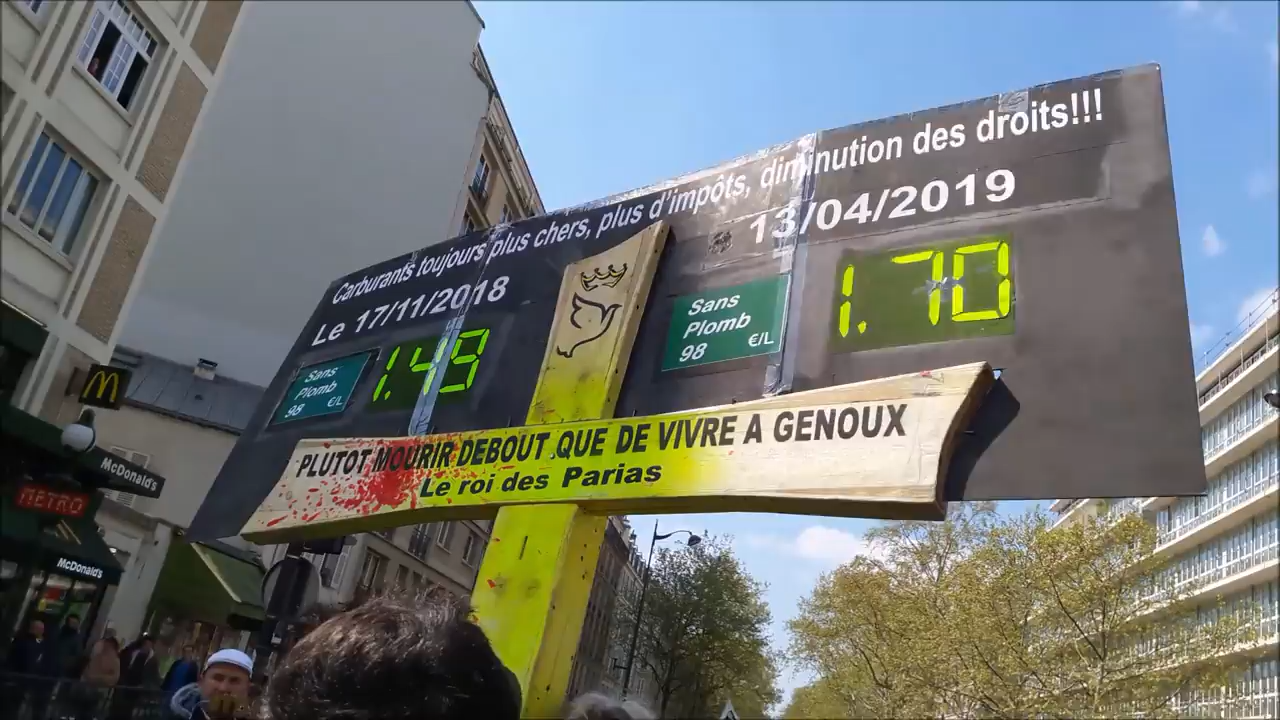 Carburants toujours plus chers, plus d'impôts, diminution des droits!!!
Le 17/11/2018
13/04/2019
Sans
Plomb
98 €/L
1.49
Sans
Plomb
98 €/L
1.70
PLUTOT MOURIR DEBOUT.QUE DE VIVRE A GENOUX
Le roi des Parias
McDonald's
METRO
McDonald's